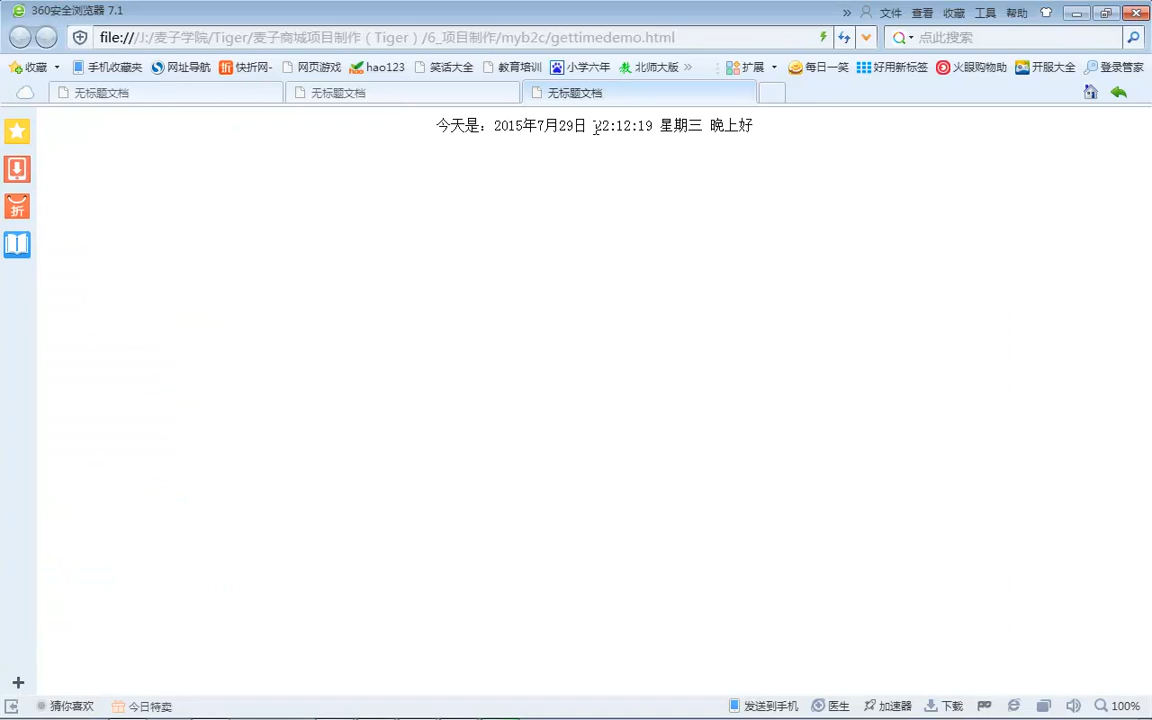 360安全浏览器 7.1
» 文件 查看 收藏 工具 帮助
file:///J:/麦子学院/Tiger/麦子商城项目制作（Tiger）/6_项目制作/myb2c/gettimedemo.html
点此搜索
收藏 手机收藏夹 网址导航 折 快折网- 网页游戏 hao123 笑话大全 教育培训 小学六年 北师大版 » 扩展 每日一笑 好用新标签 火眼购物助 开服大全 登录管家
无标题文档 无标题文档 无标题文档
今天是：2015年7月29日 22:12:19 星期三 晚上好
折
猜你喜欢 今日特卖 发送到手机 医生 加速器 下载 100%